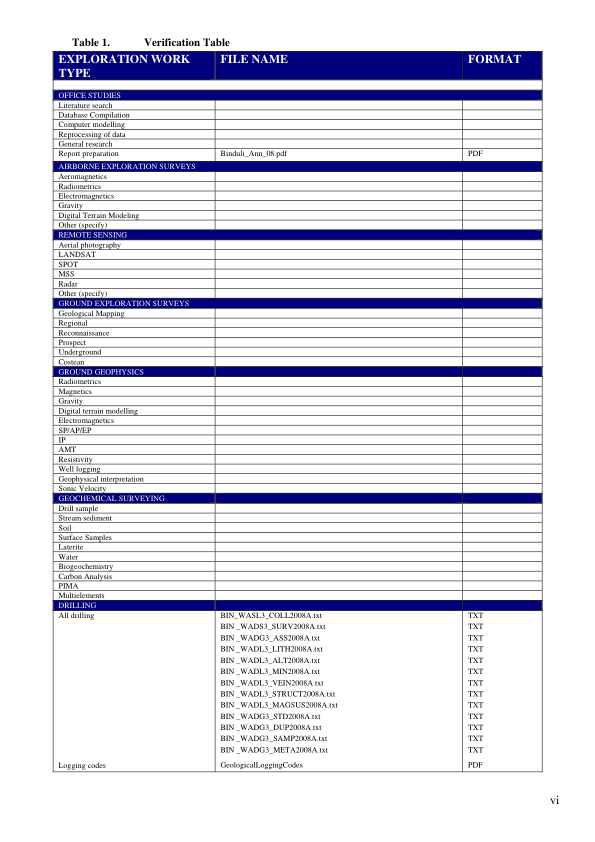 Table 1. Verification Table
EXPLORATION WORK TYPE FILE NAME FORMAT
OFFICE STUDIES
Literature search
Database Compilation
Computer modelling
Reprocessing of data
General research
Report preparation Binduli_Ann_08.pdf PDF
AIRBORNE EXPLORATION SURVEYS
Aeromagnetics
Radiometrics
Electromagnetics
Gravity
Digital Terrain Modeling
Other (specify)
REMOTE SENSING
Aerial photography
LANDSAT
SPOT
MSS
Radar
Other (specify)
GROUND EXPLORATION SURVEYS
Geological Mapping
Regional
Reconnaissance
Prospect
Underground
Costean
GROUND GEOPHYSICS
Radiometrics
Magnetics
Gravity
Digital terrain modelling
Electromagnetics
SP/AP/EP
IP
AMT
Resistivity
Well logging
Geophysical interpretation
Sonic Velocity
GEOCHEMICAL SURVEYING
Drill sample
Stream sediment
Soil
Surface Samples
Laterite
Water
Biogeochemistry
Carbon Analysis
PIMA
Multielements
DRILLING
All drilling BIN_WASL3_COLL2008A.txt TXT
BIN _WADS3_SURV2008A.txt TXT
BIN _WADG3_ASS2008A.txt TXT
BIN _WADL3_LITH2008A.txt TXT
BIN _WADL3_ALT2008A.txt TXT
BIN _WADL3_MIN2008A.txt TXT
BIN _WADL3_VEIN2008A.txt TXT
BIN _WADL3_STRUCT2008A.txt TXT
BIN _WADL3_MAGSUS2008A.txt TXT
BIN _WADG3_STD2008A.txt TXT
BIN _WADG3_DUP2008A.txt TXT
BIN _WADG3_SAMP2008A.txt TXT
BIN _WADG3_META2008A.txt TXT
Logging codes GeologicalLoggingCodes PDF
vi